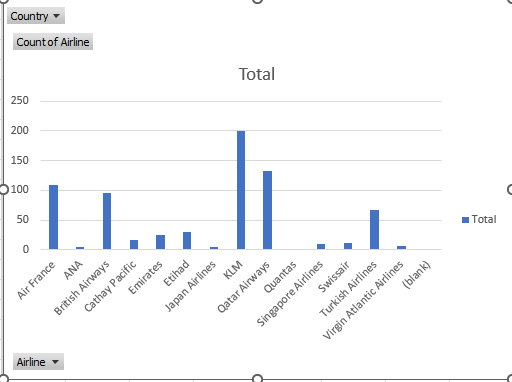 Country
Count of Airline
Total
250
200
150
100
50
0
Air France
ANA
British Airways
Cathay Pacific
Emirates
Etihad
Japan Airlines
KLM
Qatar Airways
Quantas
Singapore Airlines
Swissair
Turkish Airlines
Virgin Atlantic Airlines
(blank)
Total
Airline